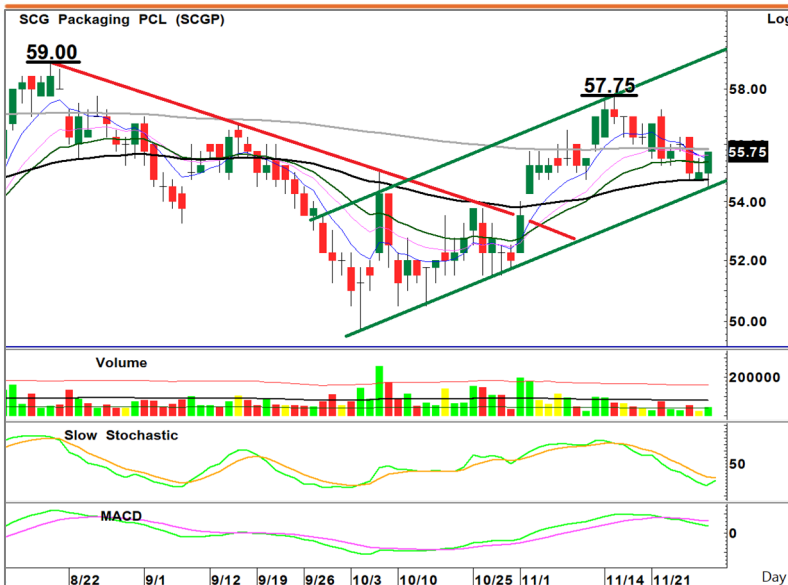 SCG Packaging PCL (SCGP) Log
59.00
57.75
58.00
55.75
54.00
52.00
50.00
Volume
200000
Slow Stochastic
50
MACD
0
8/22 9/1 9/12 9/19 9/26 10/3 10/10 10/25 11/1 11/14 11/21 Day